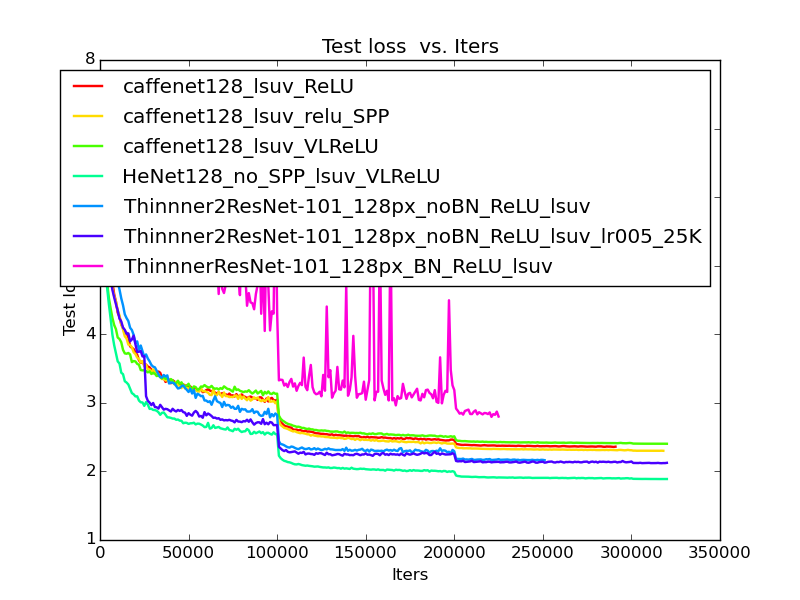 Test loss  vs. Iters
8
caffenet128_lsuv_ReLU
caffenet128_lsuv_relu_SPP
caffenet128_lsuv_VLReLU
HeNet128_no_SPP_lsuv_VLReLU
Thinnner2ResNet-101_128px_noBN_ReLU_lsuv
Thinnner2ResNet-101_128px_noBN_ReLU_lsuv_lr005_25K
ThinnnerResNet-101_128px_BN_ReLU_lsuv
Test
4
3
2
1
0 50000 100000 150000 200000 250000 300000 350000
Iters